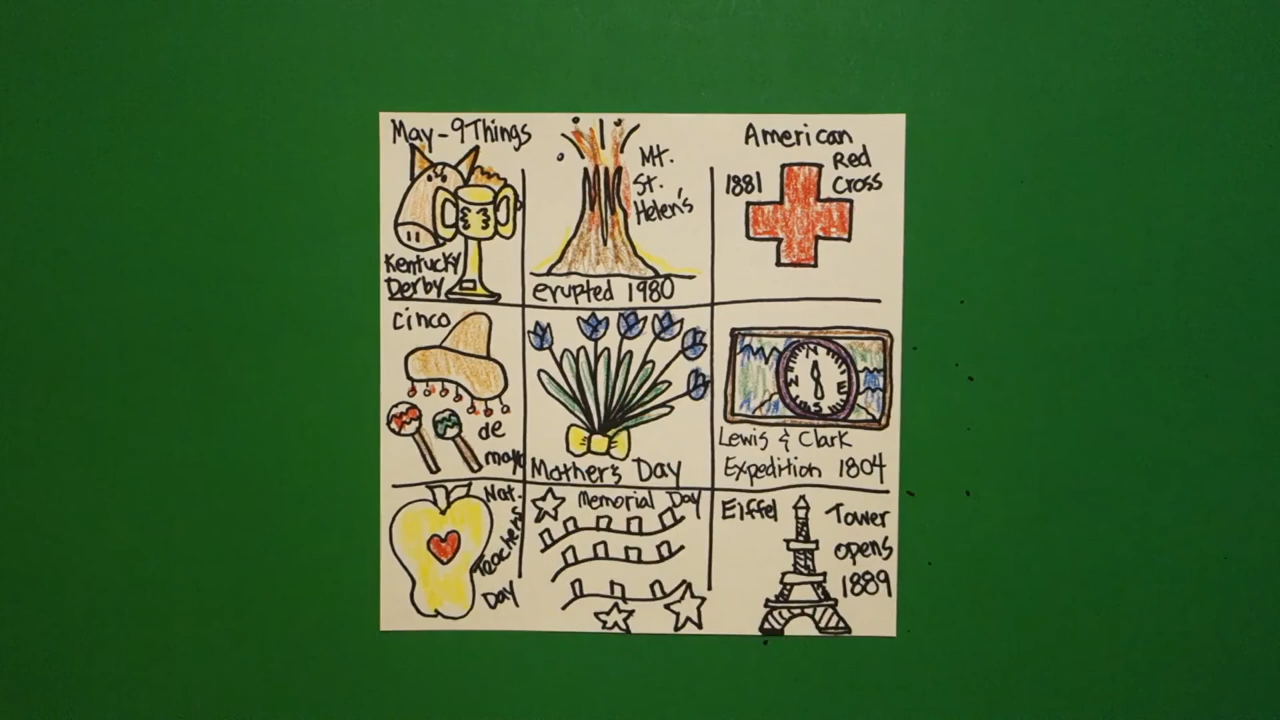 May-9 Things
Kentucky
Derby
Mt.
St.
Helen's
erupted 1980
American
Red
Cross
1881
Cinco
de
mayo
Mother's Day
N
E
S
Z
Lewis & Clark
Expedition 1804
Nat.
Teachers
Day
Memorial Day
Eiffel
Tower
opens
1889